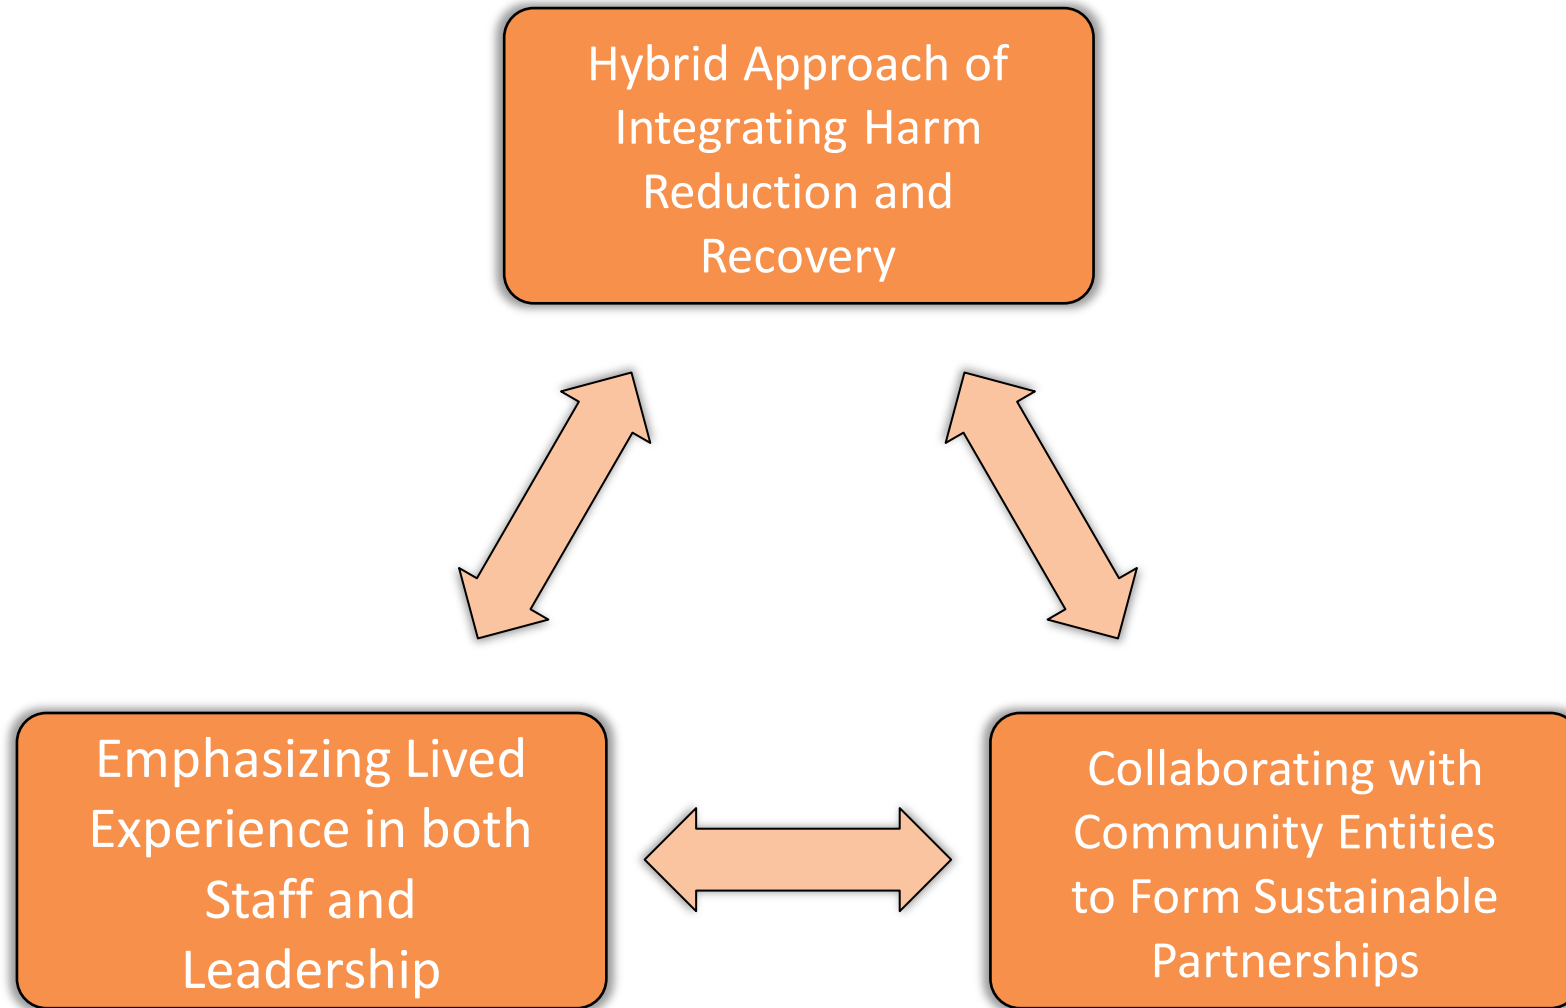 Hybrid Approach of
Integrating Harm
Reduction and
Recovery
Emphasizing Lived
Experience in both
Staff and
Leadership
Collaborating with
Community Entities
to Form Sustainable
Partnerships